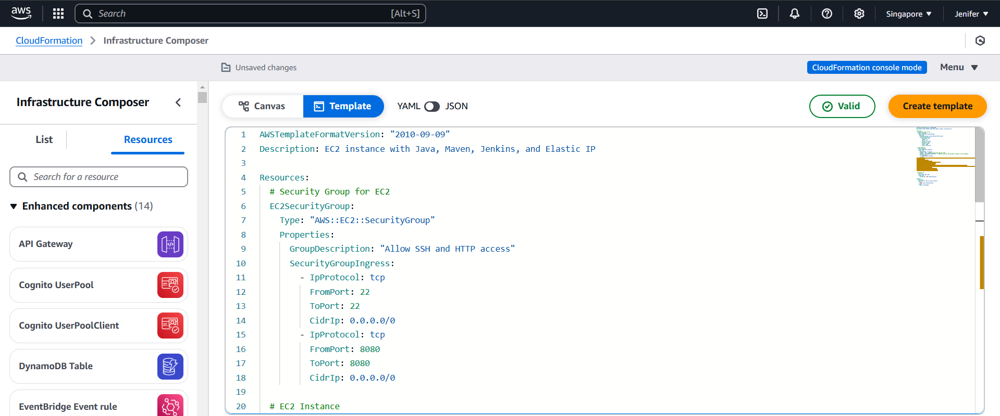 aws
Search [Alt+S]
Singapore
Jenifer
CloudFormation
Infrastructure Composer
Unsaved changes
CloudFormation console mode
Menu
Infrastructure Composer
List
Resources
Search for a resource
Enhanced components (14)
API Gateway
Cognito UserPool
Cognito UserPoolClient
DynamoDB Table
EventBridge Event rule
Canvas
Template
YAML
JSON
Valid
Create template
1 AWSTemplateFormatVersion: "2010-09-09"
2 Description: EC2 instance with Java, Maven, Jenkins, and Elastic IP
3
4 Resources:
5 # Security Group for EC2
6 EC2SecurityGroup:
7 Type: "AWS::EC2::SecurityGroup"
8 Properties:
9 GroupDescription: "Allow SSH and HTTP access"
10 SecurityGroupIngress:
11 - IpProtocol: tcp
12 FromPort: 22
13 ToPort: 22
14 CidrIp: 0.0.0.0/0
15 - IpProtocol: tcp
16 FromPort: 8080
17 ToPort: 8080
18 CidrIp: 0.0.0.0/0
19
20 # EC2 Instance